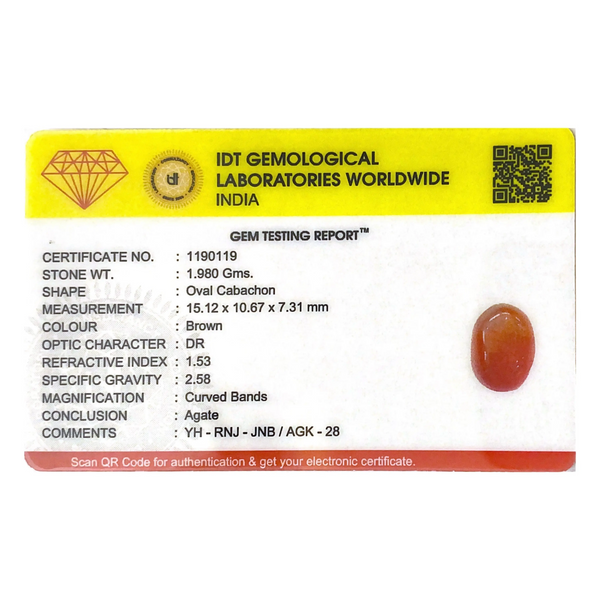 IDT GEMOLOGICAL
LABORATORIES WORLDWIDE
INDIA
GEM TESTING REPORT™
CERTIFICATE NO. : 1190119
STONE WT. : 1.980 Gms.
SHAPE : Oval Cabachon
MEASUREMENT : 15.12 x 10.67 x 7.31 mm
COLOUR : Brown
OPTIC CHARACTER : DR
REFRACTIVE INDEX : 1.53
SPECIFIC GRAVITY : 2.58
MAGNIFICATION : Curved Bands
CONCLUSION : Agate
COMMENTS : YH - RNJ - JNB / AGK - 28
Scan QR Code for authentication & get your electronic certificate.